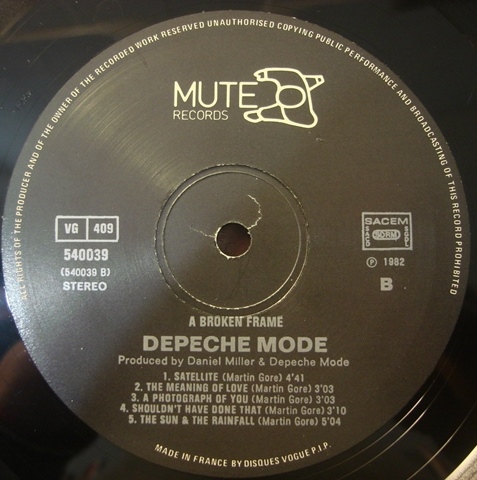 ALL RIGHTS OF THE PRODUCER AND OF THE OWNER OF THE RECORDED WORK RESERVED UNAUTHORISED COPYING PUBLIC PERFORMANCE AND BROADCASTING OF THIS RECORD PROHIBITED
MUTE
RECORDS
VG 409
540039
(540039 B)
STEREO
SACEM
SACD SDRM SGDL
℗ 1982
B
A BROKEN FRAME
DEPECHE MODE
Produced by Daniel Miller & Depeche Mode
1. SATELLITE (Martin Gore) 4'41
2. THE MEANING OF LOVE (Martin Gore) 3'03
3. A PHOTOGRAPH OF YOU (Martin Gore) 3'03
4. SHOULDN'T HAVE DONE THAT (Martin Gore) 3'10
5. THE SUN & THE RAINFALL (Martin Gore) 5'04
MADE IN FRANCE BY DISQUES VOGUE P.I.P.